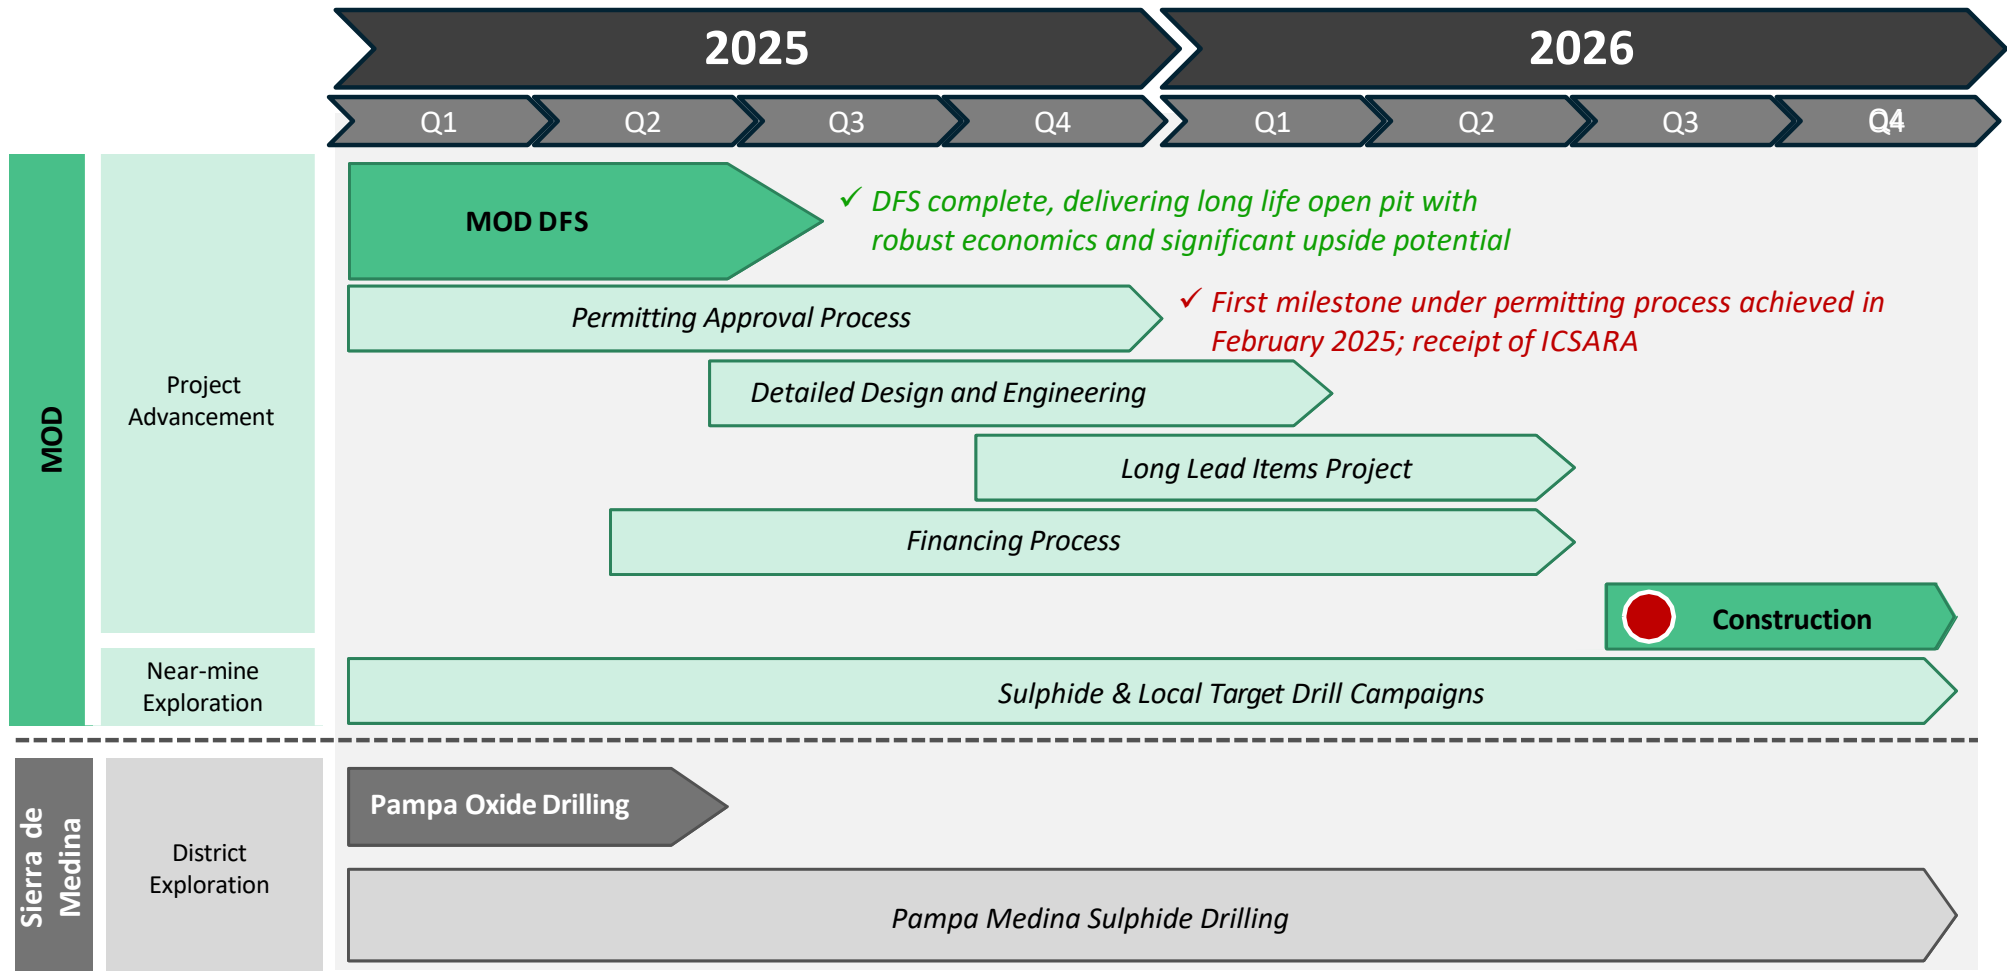 2025
2026
Q1
Q2
Q3
Q4
Q1
Q2
Q3
Q4
MOD
Project
Advancement
MOD DFS
✓ DFS complete, delivering long life open pit with
robust economics and significant upside potential
Permitting Approval Process
✓ First milestone under permitting process achieved in
February 2025; receipt of ICSARA
Detailed Design and Engineering
Long Lead Items Project
Financing Process
Construction
Near-mine
Exploration
Sulphide & Local Target Drill Campaigns
Sierra de
Medina
District
Exploration
Pampa Oxide Drilling
Pampa Medina Sulphide Drilling